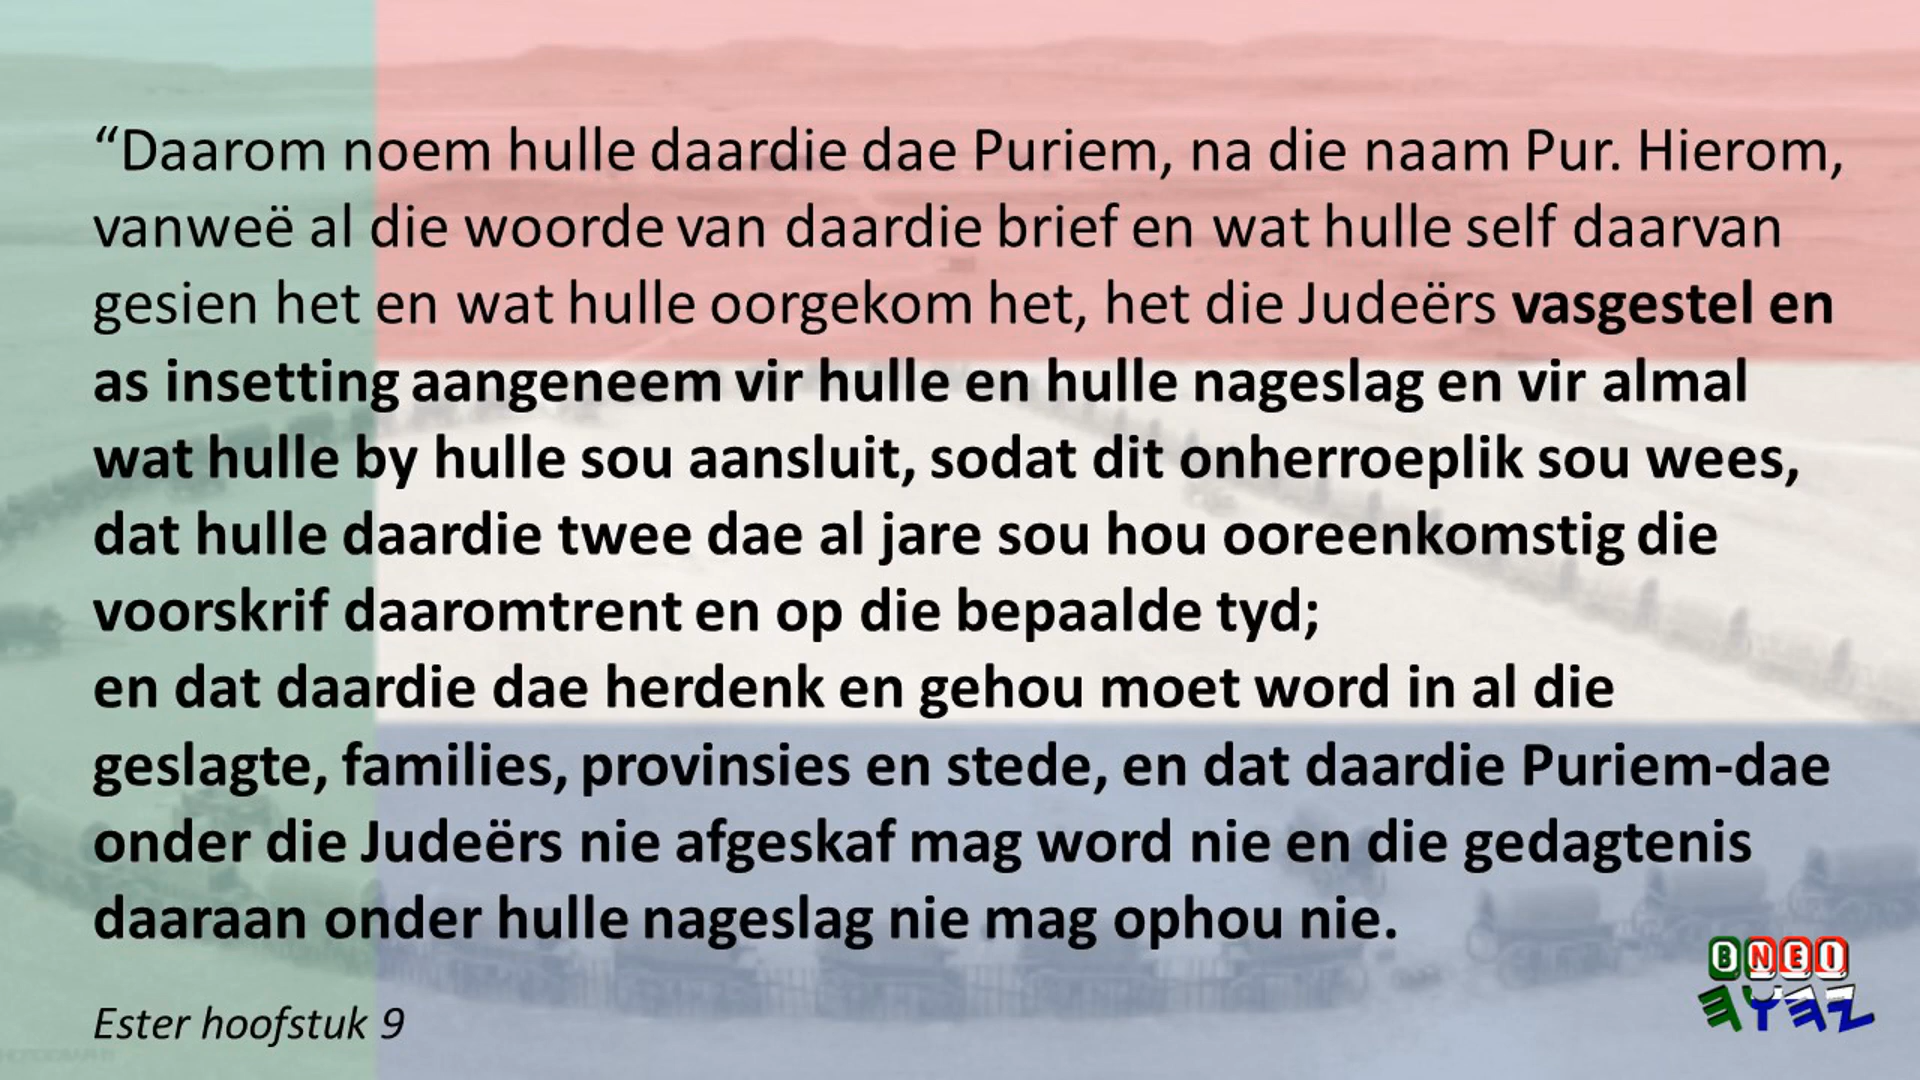 “Daarom noem hulle daardie dae Puriem, na die naam Pur. Hierom,
vanweë al die woorde van daardie brief en wat hulle self daarvan
gesien het en wat hulle oorgekom het, het die Judeërs vasgestel en
as insetting aangeneem vir hulle en hulle nageslag en vir almal
wat hulle by hulle sou aansluit, sodat dit onherroeplik sou wees,
dat hulle daardie twee dae al jare sou hou ooreenkomstig die
voorskrif daaromtrent en op die bepaalde tyd;
en dat daardie dae herdenk en gehou moet word in al die
geslagte, families, provinsies en stede, en dat daardie Puriem-dae
onder die Judeërs nie afgeskaf mag word nie en die gedagtenis
daaraan onder hulle nageslag nie mag ophou nie.
Ester hoofstuk 9
BNEI